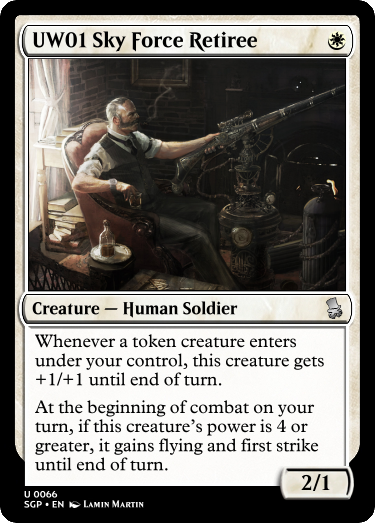 UW01 Sky Force Retiree
Creature — Human Soldier
Whenever a token creature enters
under your control, this creature gets
+1/+1 until end of turn.
At the beginning of combat on your
turn, if this creature's power is 4 or
greater, it gains flying and first strike
until end of turn.
2/1
U 0066
SGP • EN Lamin Martin